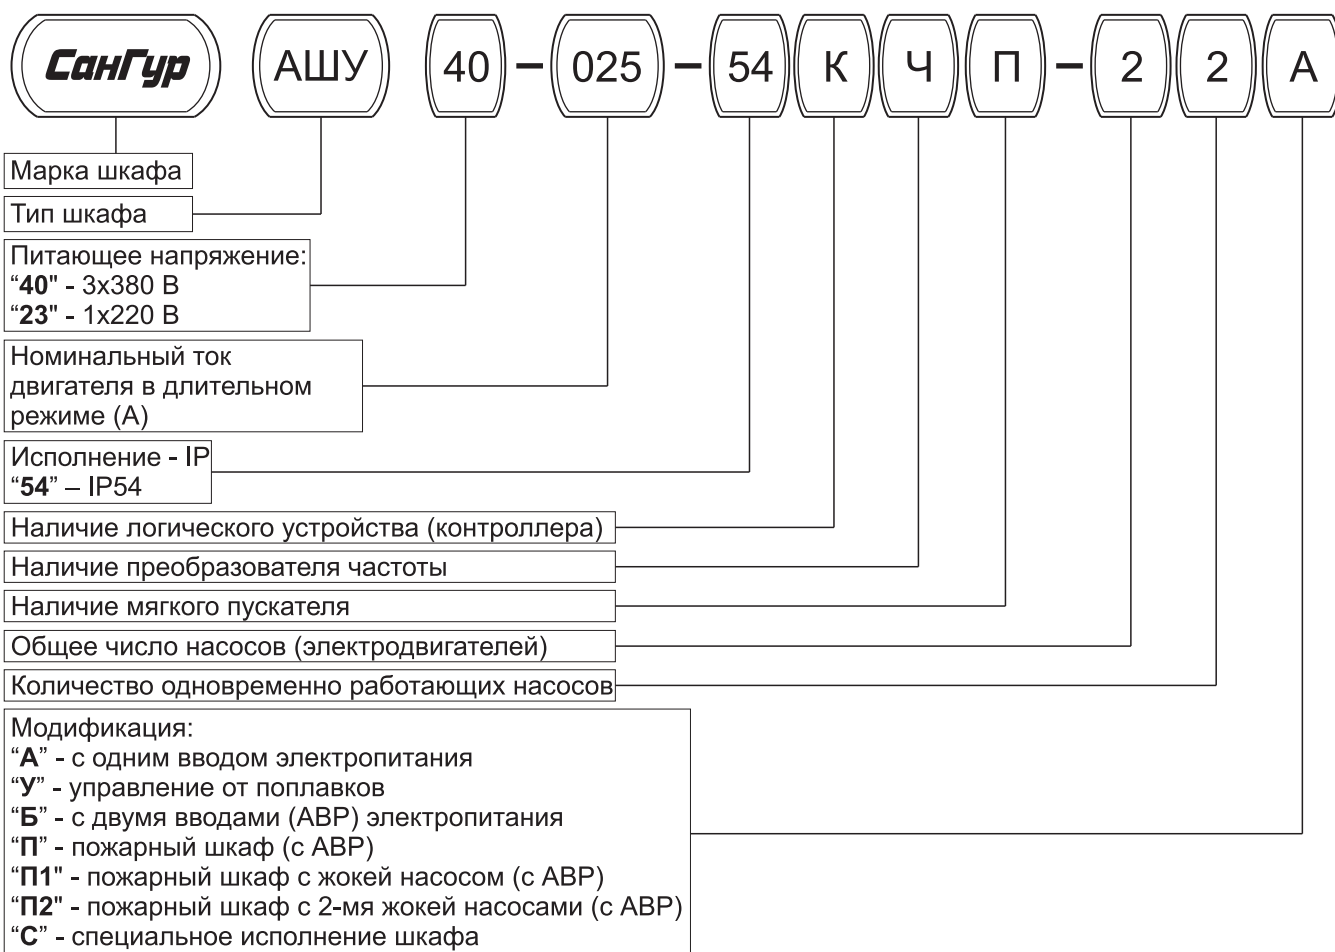 СанГур АШУ 40 – 025 – 54 К Ч П – 2 2 А
Марка шкафа
Тип шкафа
Питающее напряжение:
“40" - 3х380 В
“23" - 1х220 В
Номинальный ток
двигателя в длительном
режиме (А)
Исполнение - IP
“54” – IP54
Наличие логического устройства (контроллера)
Наличие преобразователя частоты
Наличие мягкого пускателя
Общее число насосов (электродвигателей)
Количество одновременно работающих насосов
Модификация:
“А” - с одним вводом электропитания
“У” - управление от поплавков
“Б” - с двумя вводами (АВР) электропитания
“П” - пожарный шкаф (с АВР)
“П1" - пожарный шкаф с жокей насосом (с АВР)
“П2" - пожарный шкаф с 2-мя жокей насосами (с АВР)
“С” - специальное исполнение шкафа